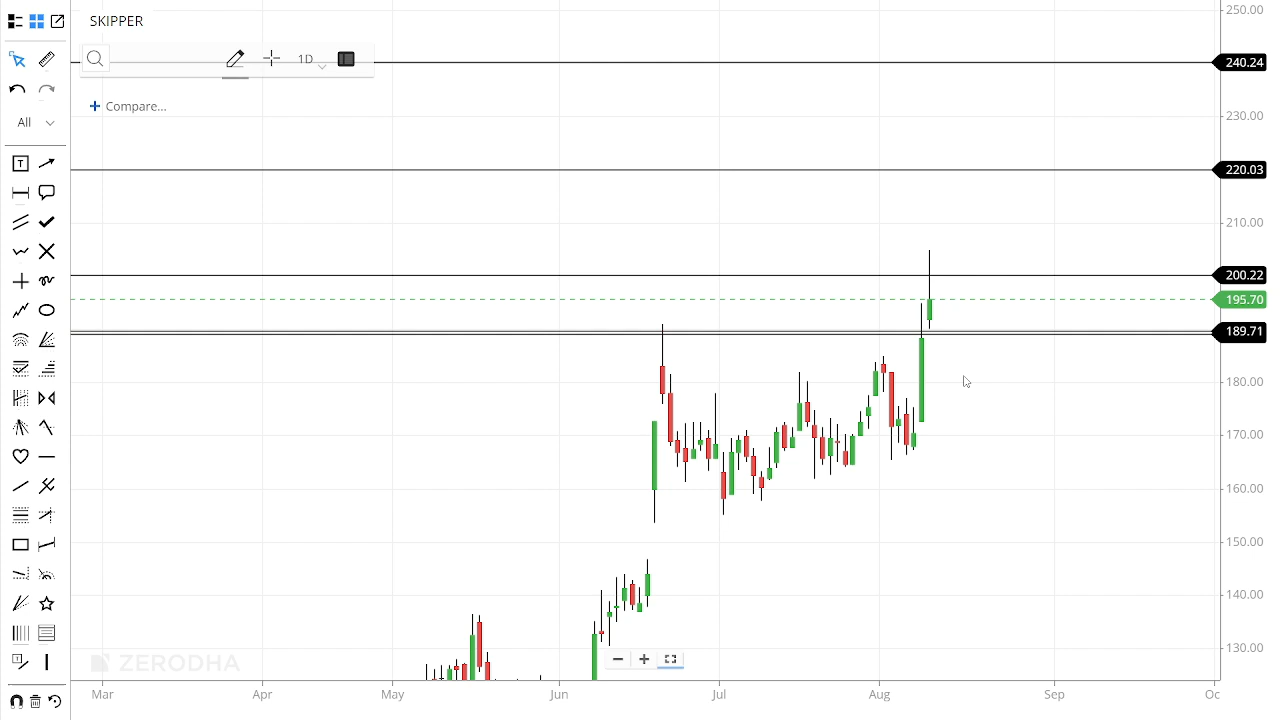 SKIPPER
1D
Compare...
All
T
250.00
240.24
230.00
220.03
210.00
200.22
195.70
189.71
180.00
170.00
160.00
150.00
140.00
130.00
ZERODHA
Mar Apr May Jun Jul Aug Sep Oc